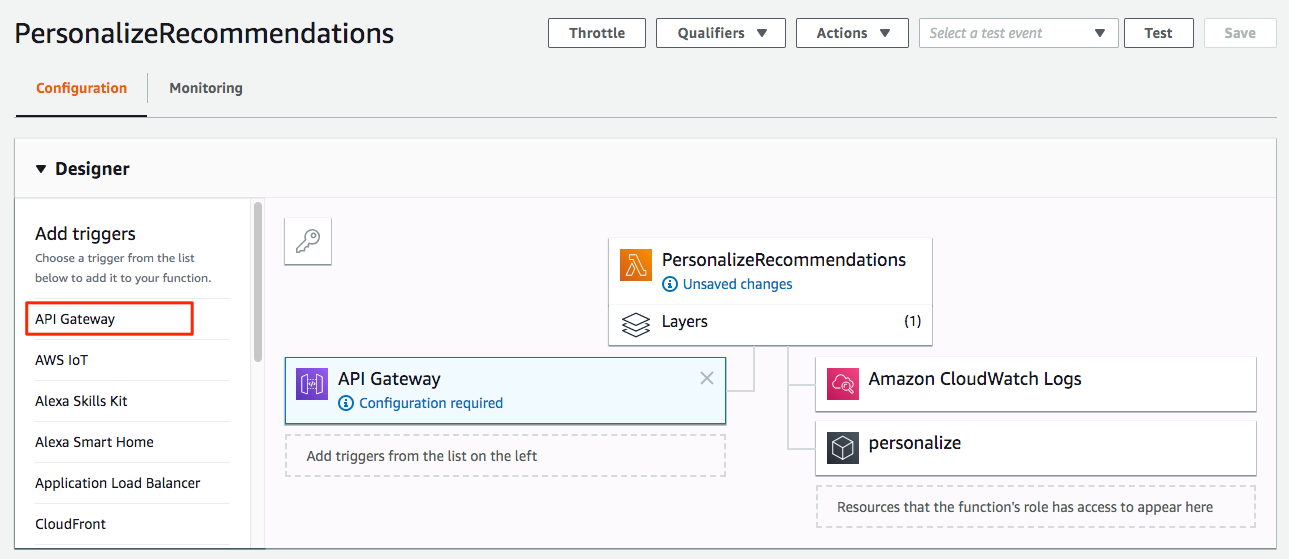 PersonalizeRecommendations
Throttle
Qualifiers
Actions
Select a test event
Test
Save
Configuration
Monitoring
Designer
Add triggers
Choose a trigger from the list
below to add it to your function.
API Gateway
AWS IoT
Alexa Skills Kit
Alexa Smart Home
Application Load Balancer
CloudFront
PersonalizeRecommendations
Unsaved changes
Layers (1)
API Gateway
Configuration required
Add triggers from the list on the left
Amazon CloudWatch Logs
personalize
Resources that the function's role has access to appear here